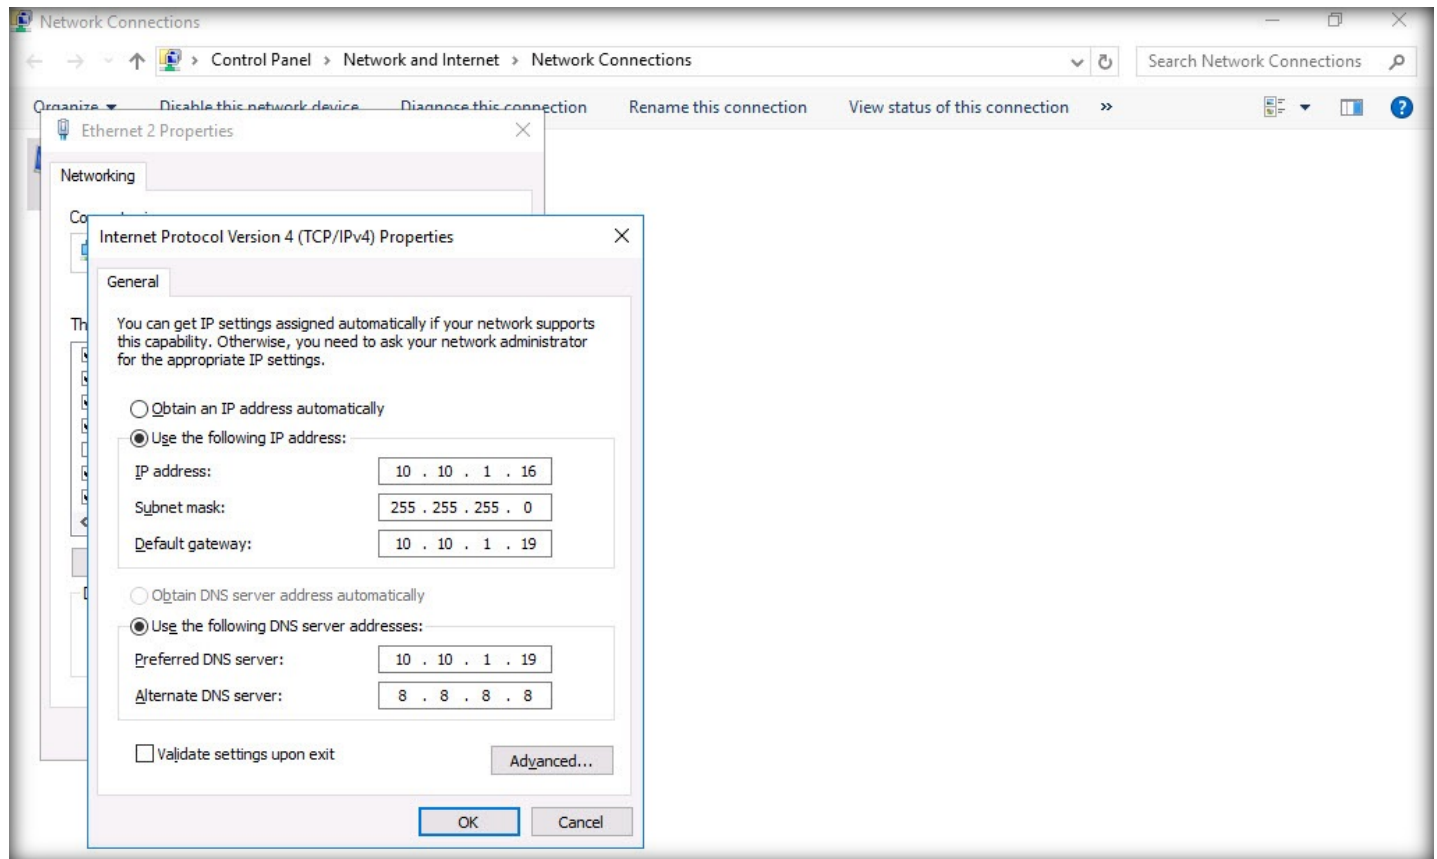 Network Connections
Control Panel > Network and Internet > Network Connections
Search Network Connections
Organize Disable this network device Diagnose this connection Rename this connection View status of this connection »
Ethernet 2 Properties
Networking
Internet Protocol Version 4 (TCP/IPv4) Properties
General
You can get IP settings assigned automatically if your network supports
this capability. Otherwise, you need to ask your network administrator
for the appropriate IP settings.
Obtain an IP address automatically
Use the following IP address:
IP address: 10 . 10 . 1 . 16
Subnet mask: 255 . 255 . 255 . 0
Default gateway: 10 . 10 . 1 . 19
Obtain DNS server address automatically
Use the following DNS server addresses:
Preferred DNS server: 10 . 10 . 1 . 19
Alternate DNS server: 8 . 8 . 8 . 8
Validate settings upon exit
Advanced...
OK Cancel